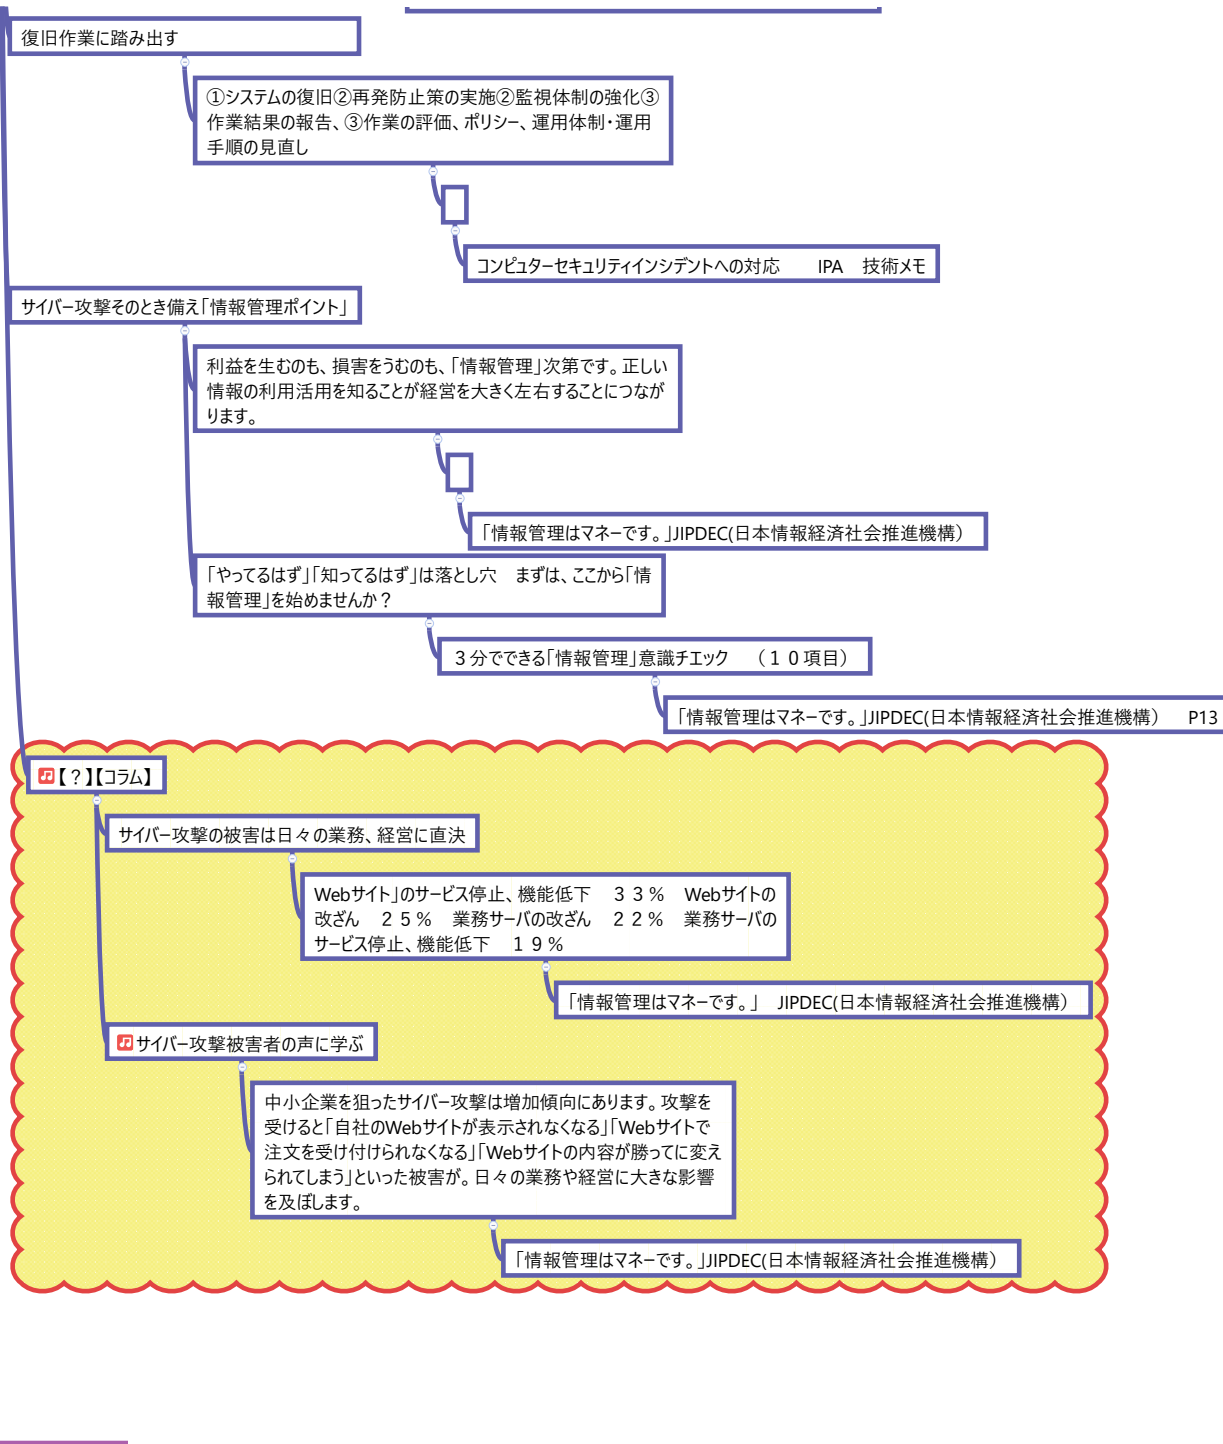 復旧作業に踏み出す
①システムの復旧②再発防止策の実施②監視体制の強化③
作業結果の報告、③作業の評価、ポリシー、運用体制・運用
手順の見直し
コンピュターセキュリティインシデントへの対応　　IPA　技術メモ
サイバー攻撃そのとき備え「情報管理ポイント」
利益を生むのも、損害をうむのも、「情報管理」次第です。正しい
情報の利用活用を知ることが経営を大きく左右することにつなが
ります。
「情報管理はマネーです。」JIPDEC(日本情報経済社会推進機構）
「やってるはず」「知ってるはず」は落とし穴　まずは、ここから「情
報管理」を始めませんか？
３分でできる「情報管理」意識チエック　　（１０項目）
「情報管理はマネーです。」JIPDEC(日本情報経済社会推進機構）　P13
【？】【コラム】
サイバー攻撃の被害は日々の業務、経営に直決
Webサイト」のサービス停止、機能低下　３３％　Webサイトの
改ざん　２５％　業務サーバの改ざん　２２％　業務サーバの
サービス停止、機能低下　１９％
「情報管理はマネーです。」　JIPDEC(日本情報経済社会推進機構）
サイバー攻撃被害者の声に学ぶ
中小企業を狙ったサイバー攻撃は増加傾向にあります。攻撃を
受けると「自社のWebサイトが表示されなくなる」「Webサイトで
注文を受け付けられなくなる」「Webサイトの内容が勝ってに変え
られてしまう」といった被害が。日々の業務や経営に大きな影響
を及ぼします。
「情報管理はマネーです。」JIPDEC(日本情報経済社会推進機構）